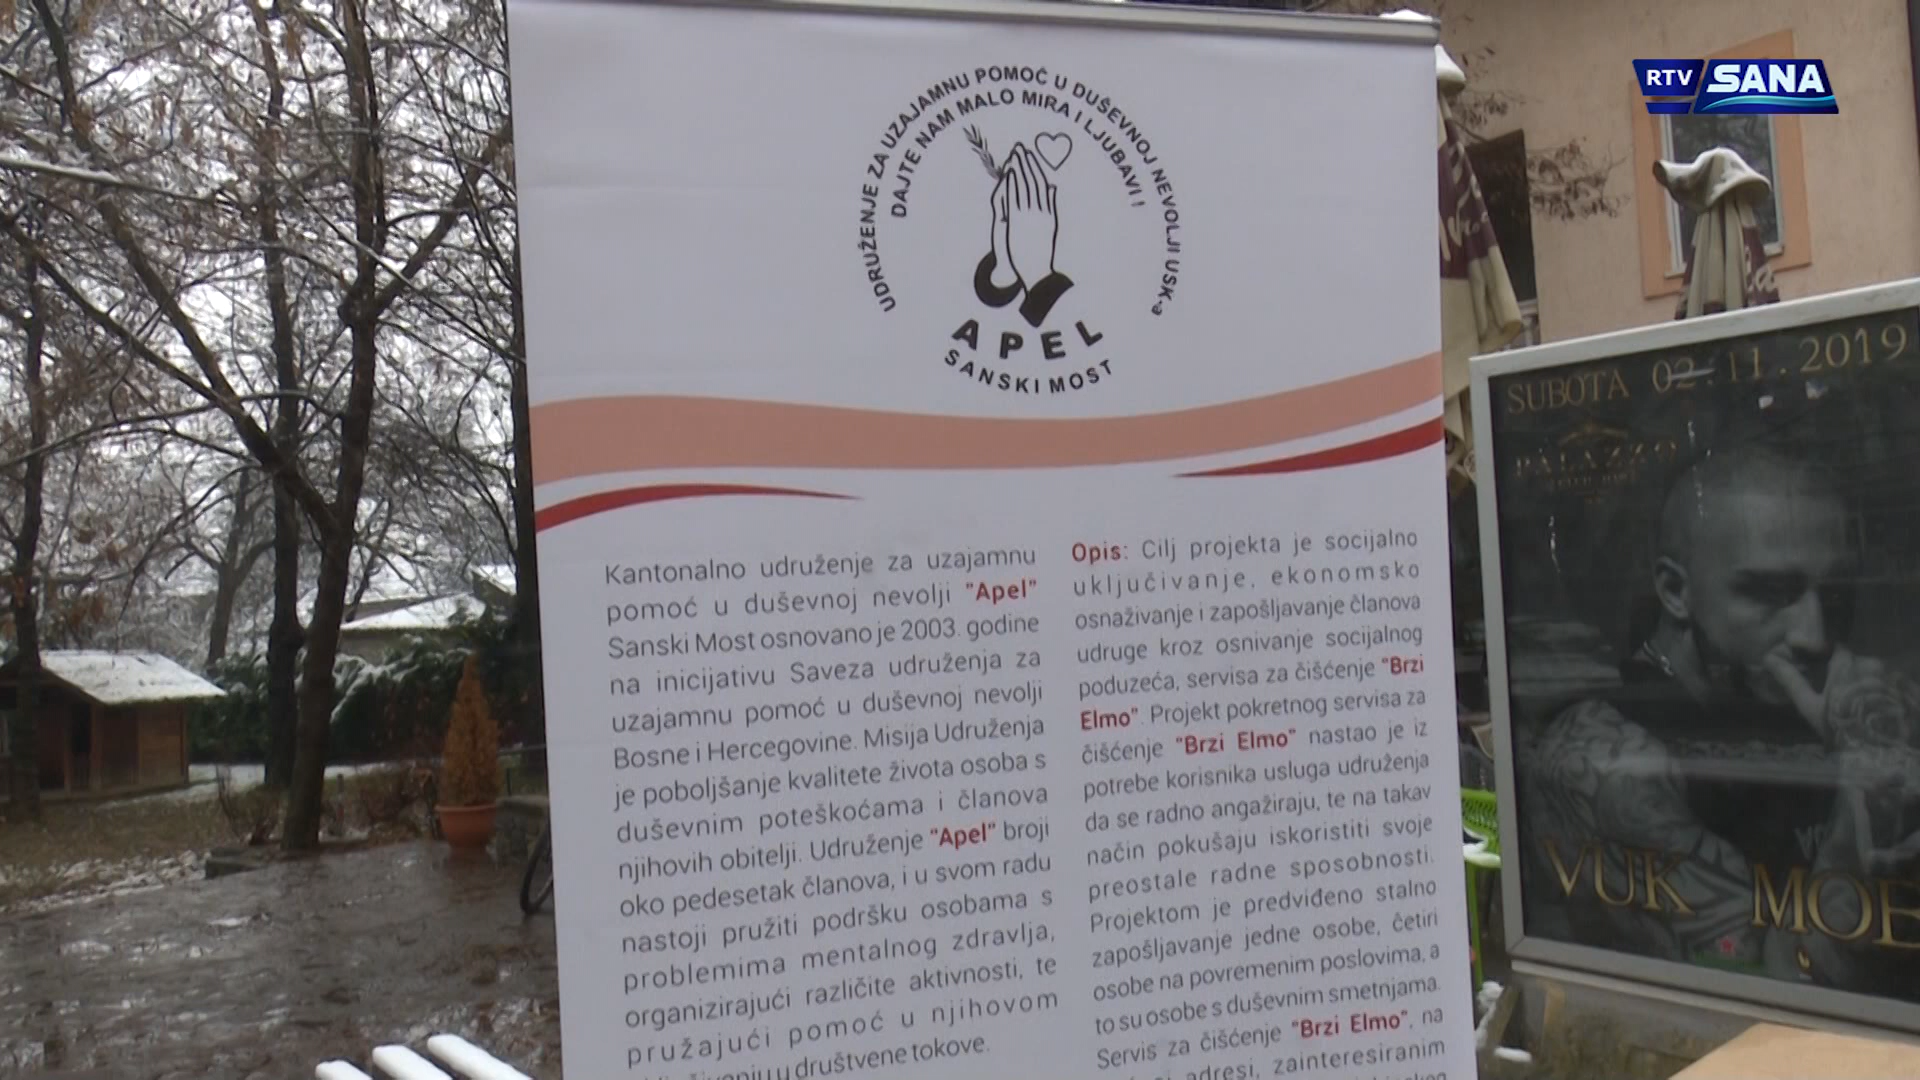 RTV SANA
UDRUŽENJE ZA UZAJAMNU POMOĆ U DUŠEVNOJ NEVOLJI USK-a
DAJTE NAM MALO MIRA I LJUBAVI !
APEL
SANSKI MOST
Kantonalno udruženje za uzajamnu
pomoć u duševnoj nevolji "Apel"
Sanski Most osnovano je 2003. godine
na inicijativu Saveza udruženja za
uzajamnu pomoć u duševnoj nevolji
Bosne i Hercegovine. Misija Udruženja
je poboljšanje kvalitete života osoba s
duševnim poteškoćama i članova
njihovih obitelji. Udruženje "Apel" broji
oko pedesetak članova, i u svom radu
nastoji pružiti podršku osobama s
problemima mentalnog zdravlja,
organizirajući različite aktivnosti, te
pružajući pomoć u njihovom
u društvene tokove.
Opis: Cilj projekta je socijalno
uključivanje, ekonomsko
osnaživanje i zapošljavanje članova
udruge kroz osnivanje socijalnog
poduzeća, servisa za čišćenje "Brzi
Elmo". Projekt pokretnog servisa za
čišćenje "Brzi Elmo" nastao je iz
potrebe korisnika usluga udruženja
da se radno angažiraju, te na takav
način pokušaju iskoristiti svoje
preostale radne sposobnosti.
Projektom je predviđeno stalno
zapošljavanje jedne osobe, četiri
osobe na povremenim poslovima, a
to su osobe s duševnim smetnjama.
Servis za čišćenje "Brzi Elmo", na
adresi, zainteresiranim
SUBOTA 02.11.2019
PALAZZO
VUK MOB